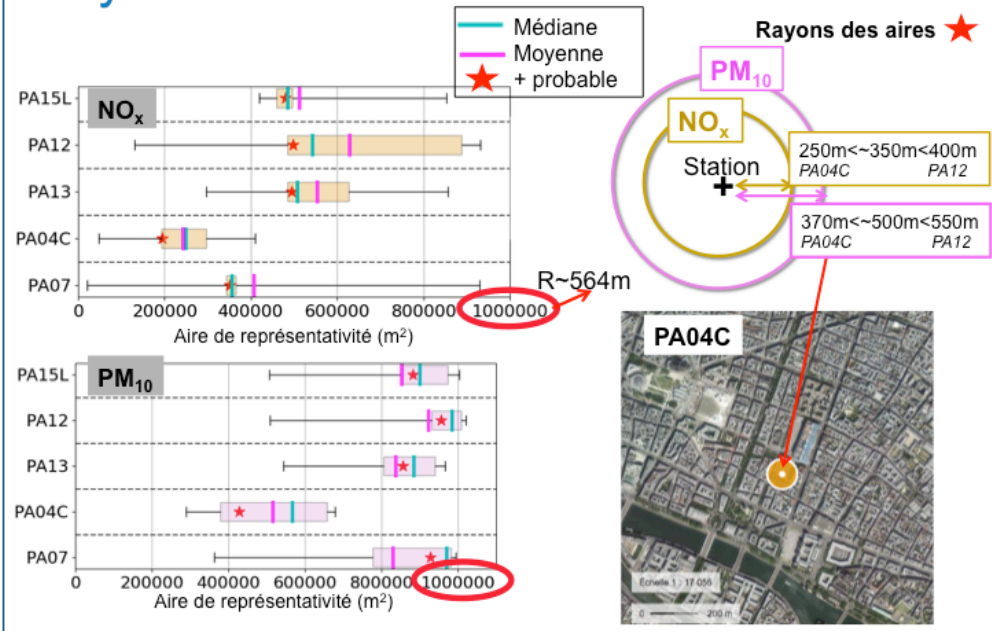 Médiane
Moyenne
+ probable
Rayons des aires
NOₓ
PA15L
PA12
PA13
PA04C
PA07
0
200000
400000
600000
800000
1000000
Aire de représentativité (m²)
R~564m
PM₁₀
PA15L
PA12
PA13
PA04C
PA07
0
200000
400000
600000
800000
1000000
Aire de représentativité (m²)
PM₁₀
NOₓ
Station
250m<~350m<400m
PA04C PA12
370m<~500m<550m
PA04C PA12
PA04C
Échelle 1 : 17 056
0 200 m